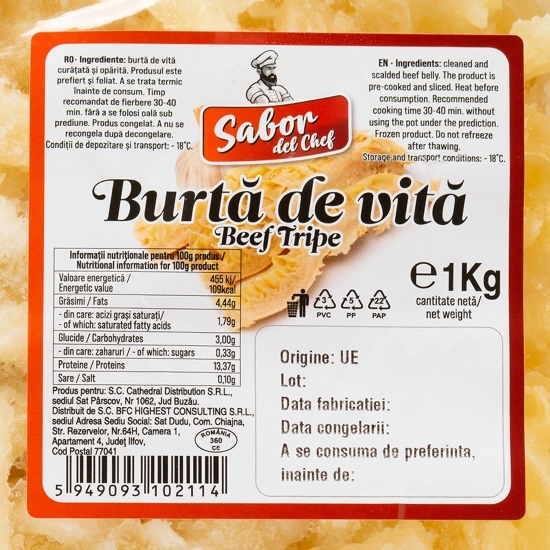 RO- Ingrediente: burtă de vită
curățată și opărită. Produsul este
prefiert și feliat. A se trata termic
înainte de consum. Timp
recomandat de fierbere 30-40
min. fără a se folosi oală sub
prediune. Produs congelat. A nu se
recongela după decongelare.
Condiții de depozitare și transport: - 18˚C.
EN - Ingredients: cleaned and
scalded beef belly. The product is
pre-cooked and sliced. Heat before
consumption. Recommended
cooking time 30-40 min. without
using the pot under the prediction.
Frozen product. Do not refreeze
after thawing.
Storage and transport conditions: - 18˚C.
Sabor
del Chef
Burtă de vită
Beef Tripe
Informații nutriționale pentru 100g produs /
Nutritional information for 100g product
Valoare energetică / 455 kj/
Energetic value 109kcal
Grăsimi / Fats 4,44g
- din care: acizi grași saturați/
- of which: saturated fatty acids 1,79g
Glucide / Carbohydrates 3,00g
- din care: zaharuri / - of which: sugars 0,33g
Proteine / Proteins 13,37g
Sare / Salt 0,10g
℮1Kg
cantitate netă/
net weight
3 5 22
PVC PP PAP
Produs pentru: S.C. Cathedral Distribution S.R.L.,
sediul Sat Pârscov, Nr 1062, Jud Buzău.
Distribuit de S.C. BFC HIGHEST CONSULTING S.R.L.,
sediul Adresa Sediu Social: Sat Dudu, Com. Chiajna,
Str. Rezervelor, Nr.64H, Camera 1,
Apartament 4, Județ Ilfov,
Cod Postal 77041
ROMÂNIA
360
CE
5 949093 102114
Origine: UE
Lot:
Data fabricatiei:
Data congelarii:
A se consuma de preferinta,
inainte de: